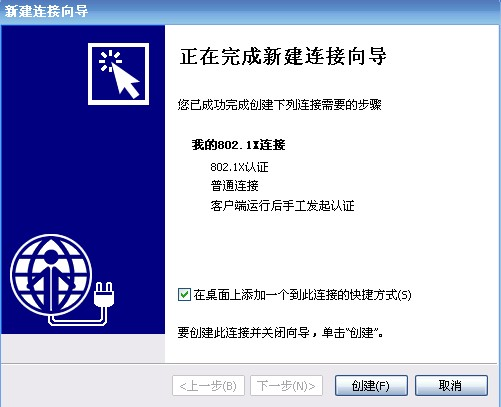 新建连接向导
正在完成新建连接向导
您已成功完成创建下列连接需要的步骤
我的802.1X连接
802.1X认证
普通连接
客户端运行后手工发起认证
在桌面上添加一个到此连接的快捷方式(S)
要创建此连接并关闭向导，单击“创建”。
<上一步(B)
下一步(N)>
创建(F)
取消